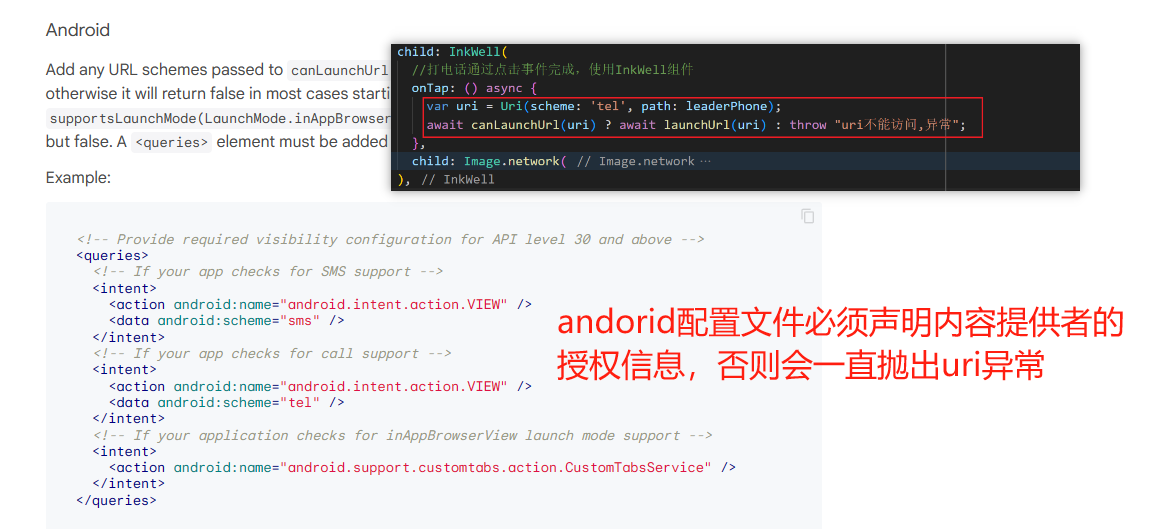 Android
Add any URL schemes passed to canLaunchUrl
otherwise it will return false in most cases starti
supportsLaunchMode(LaunchMode.inAppBrowser
but false. A <queries> element must be added
Example:
child: InkWell(
//打电话通过点击事件完成，使用InkWell组件
onTap: () async {
var uri = Uri(scheme: 'tel', path: leaderPhone);
await canLaunchUrl(uri) ? await launchUrl(uri) : throw "uri不能访问,异常";
},
child: Image.network( // Image.network ⋯
), // InkWell
<!-- Provide required visibility configuration for API level 30 and above -->
<queries>
<!-- If your app checks for SMS support -->
<intent>
<action android:name="android.intent.action.VIEW" />
<data android:scheme="sms" />
</intent>
<!-- If your app checks for call support -->
<intent>
<action android:name="android.intent.action.VIEW" />
<data android:scheme="tel" />
</intent>
<!-- If your application checks for inAppBrowserView launch mode support -->
<intent>
<action android:name="android.support.customtabs.action.CustomTabsService" />
</intent>
</queries>
andorid配置文件必须声明内容提供者的
授权信息，否则会一直抛出uri异常